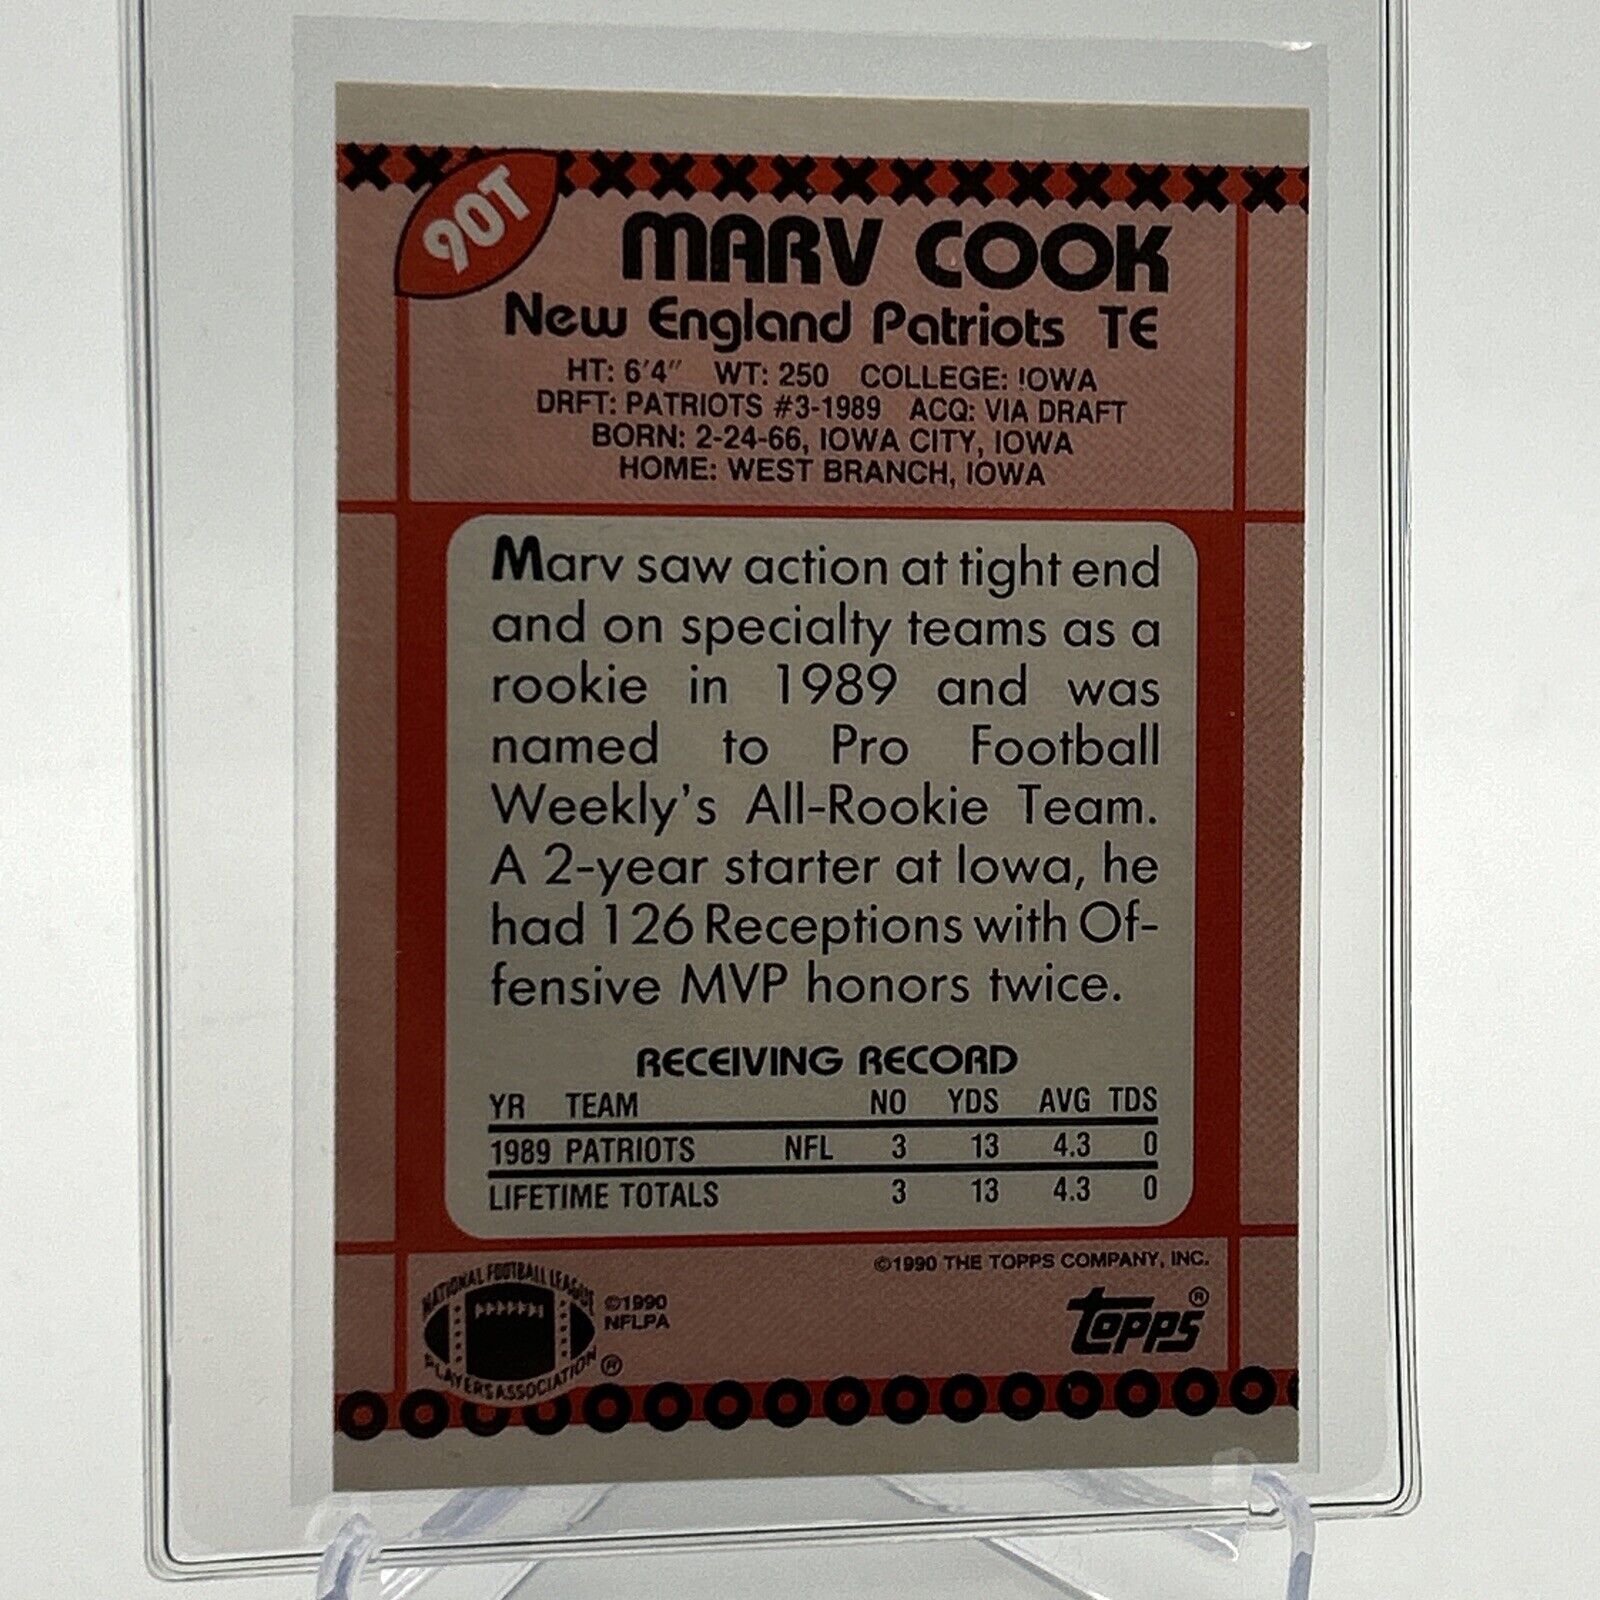 90T
MARV COOK
New England Patriots TE
HT: 6'4" WT: 250 COLLEGE: IOWA
DRFT: PATRIOTS #3-1989 ACQ: VIA DRAFT
BORN: 2-24-66, IOWA CITY, IOWA
HOME: WEST BRANCH, IOWA
Marv saw action at tight end
and on specialty teams as a
rookie in 1989 and was
named to Pro Football
Weekly's All-Rookie Team.
A 2-year starter at Iowa, he
had 126 Receptions with Of-
fensive MVP honors twice.
RECEIVING RECORD
YR TEAM NO YDS AVG TDS
1989 PATRIOTS NFL 3 13 4.3 0
LIFETIME TOTALS 3 13 4.3 0
©1990 THE TOPPS COMPANY, INC.
NATIONAL FOOTBALL LEAGUE
PLAYERS ASSOCIATION ®
©1990
NFLPA
topps®